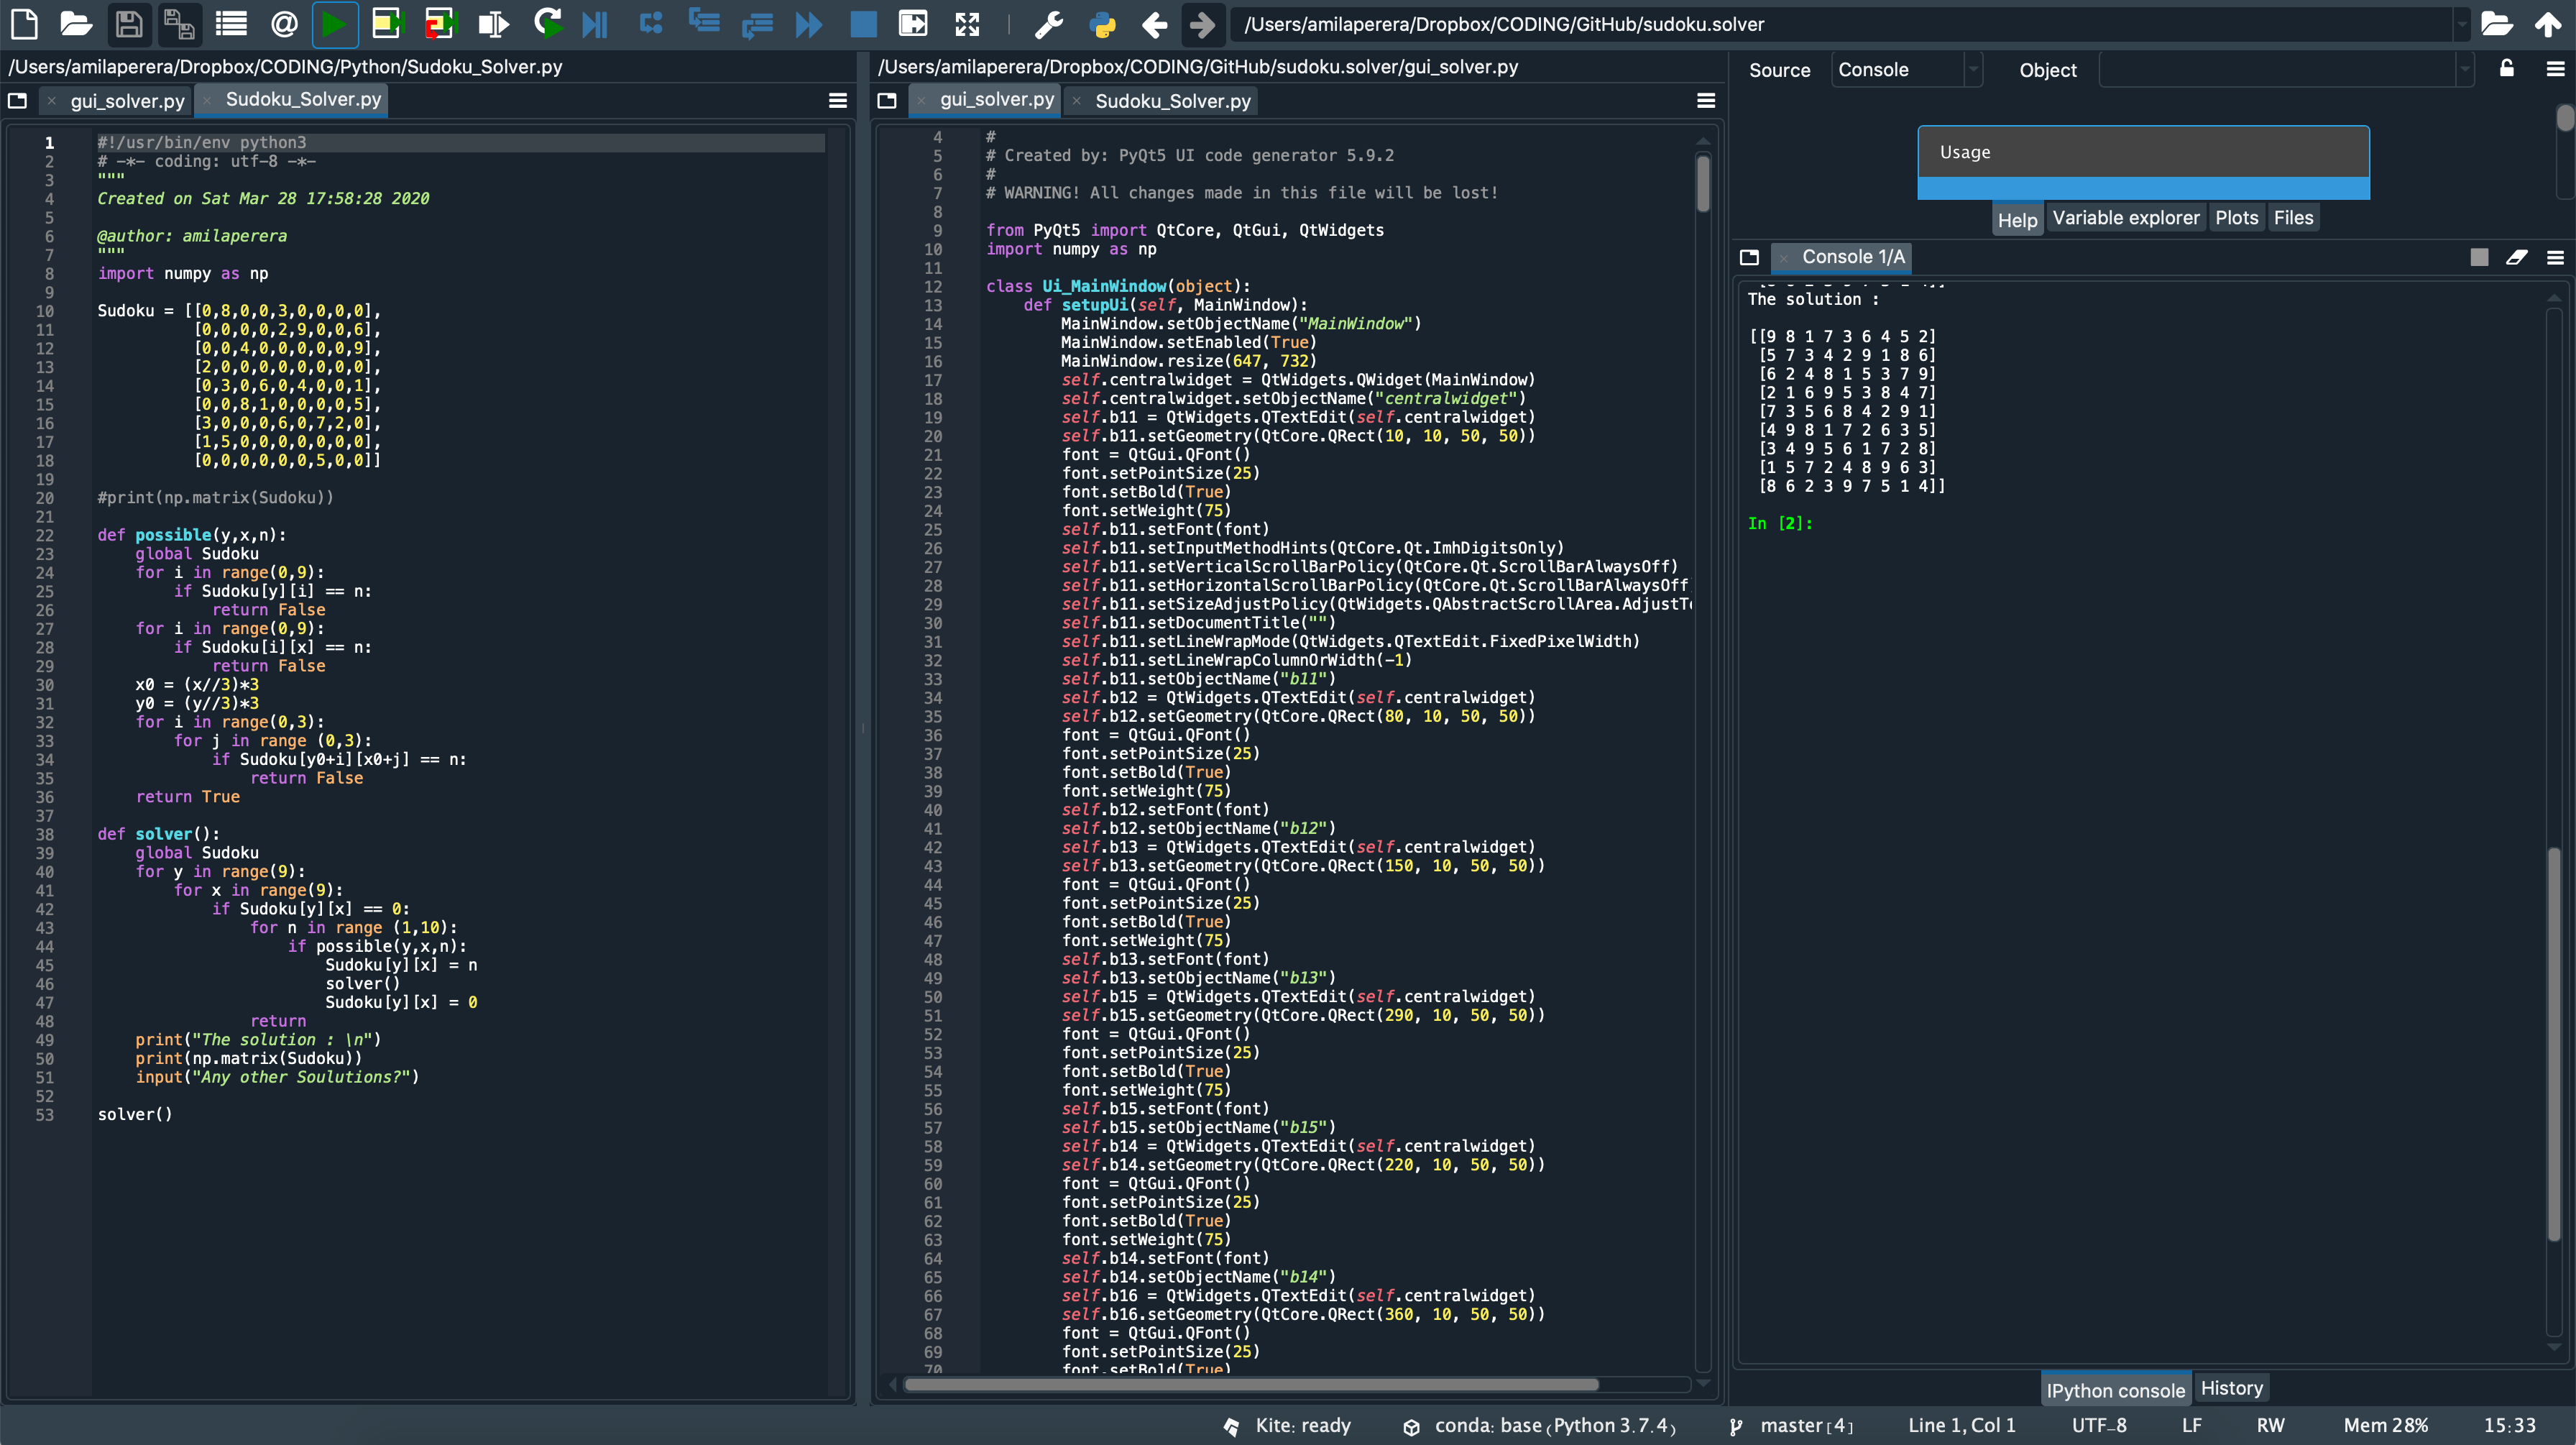 /Users/amilaperera/Dropbox/CODING/GitHub/sudoku.solver
/Users/amilaperera/Dropbox/CODING/Python/Sudoku_Solver.py
gui_solver.py
Sudoku_Solver.py
1 #!/usr/bin/env python3
2 # -*- coding: utf-8 -*-
3 """
4 Created on Sat Mar 28 17:58:28 2020
5
6 @author: amilaperera
7 """
8 import numpy as np
9
10 Sudoku = [[0,8,0,0,3,0,0,0,0],
11 [0,0,0,0,2,9,0,0,6],
12 [0,0,4,0,0,0,0,0,9],
13 [2,0,0,0,0,0,0,0,0],
14 [0,3,0,6,0,4,0,0,1],
15 [0,0,8,1,0,0,0,0,5],
16 [3,0,0,0,6,0,7,2,0],
17 [1,5,0,0,0,0,0,0,0],
18 [0,0,0,0,0,0,5,0,0]]
19
20 #print(np.matrix(Sudoku))
21
22 def possible(y,x,n):
23 global Sudoku
24 for i in range(0,9):
25 if Sudoku[y][i] == n:
26 return False
27 for i in range(0,9):
28 if Sudoku[i][x] == n:
29 return False
30 x0 = (x//3)*3
31 y0 = (y//3)*3
32 for i in range(0,3):
33 for j in range (0,3):
34 if Sudoku[y0+i][x0+j] == n:
35 return False
36 return True
37
38 def solver():
39 global Sudoku
40 for y in range(9):
41 for x in range(9):
42 if Sudoku[y][x] == 0:
43 for n in range (1,10):
44 if possible(y,x,n):
45 Sudoku[y][x] = n
46 solver()
47 Sudoku[y][x] = 0
48 return
49 print("The solution : \n")
50 print(np.matrix(Sudoku))
51 input("Any other Soulutions?")
52
53 solver()
/Users/amilaperera/Dropbox/CODING/GitHub/sudoku.solver/gui_solver.py
gui_solver.py
Sudoku_Solver.py
4 #
5 # Created by: PyQt5 UI code generator 5.9.2
6 #
7 # WARNING! All changes made in this file will be lost!
8
9 from PyQt5 import QtCore, QtGui, QtWidgets
10 import numpy as np
11
12 class Ui_MainWindow(object):
13 def setupUi(self, MainWindow):
14 MainWindow.setObjectName("MainWindow")
15 MainWindow.setEnabled(True)
16 MainWindow.resize(647, 732)
17 self.centralwidget = QtWidgets.QWidget(MainWindow)
18 self.centralwidget.setObjectName("centralwidget")
19 self.b11 = QtWidgets.QTextEdit(self.centralwidget)
20 self.b11.setGeometry(QtCore.QRect(10, 10, 50, 50))
21 font = QtGui.QFont()
22 font.setPointSize(25)
23 font.setBold(True)
24 font.setWeight(75)
25 self.b11.setFont(font)
26 self.b11.setInputMethodHints(QtCore.Qt.ImhDigitsOnly)
27 self.b11.setVerticalScrollBarPolicy(QtCore.Qt.ScrollBarAlwaysOff)
28 self.b11.setHorizontalScrollBarPolicy(QtCore.Qt.ScrollBarAlwaysOff
29 self.b11.setSizeAdjustPolicy(QtWidgets.QAbstractScrollArea.AdjustT
30 self.b11.setDocumentTitle("")
31 self.b11.setLineWrapMode(QtWidgets.QTextEdit.FixedPixelWidth)
32 self.b11.setLineWrapColumnOrWidth(-1)
33 self.b11.setObjectName("b11")
34 self.b12 = QtWidgets.QTextEdit(self.centralwidget)
35 self.b12.setGeometry(QtCore.QRect(80, 10, 50, 50))
36 font = QtGui.QFont()
37 font.setPointSize(25)
38 font.setBold(True)
39 font.setWeight(75)
40 self.b12.setFont(font)
41 self.b12.setObjectName("b12")
42 self.b13 = QtWidgets.QTextEdit(self.centralwidget)
43 self.b13.setGeometry(QtCore.QRect(150, 10, 50, 50))
44 font = QtGui.QFont()
45 font.setPointSize(25)
46 font.setBold(True)
47 font.setWeight(75)
48 self.b13.setFont(font)
49 self.b13.setObjectName("b13")
50 self.b15 = QtWidgets.QTextEdit(self.centralwidget)
51 self.b15.setGeometry(QtCore.QRect(290, 10, 50, 50))
52 font = QtGui.QFont()
53 font.setPointSize(25)
54 font.setBold(True)
55 font.setWeight(75)
56 self.b15.setFont(font)
57 self.b15.setObjectName("b15")
58 self.b14 = QtWidgets.QTextEdit(self.centralwidget)
59 self.b14.setGeometry(QtCore.QRect(220, 10, 50, 50))
60 font = QtGui.QFont()
61 font.setPointSize(25)
62 font.setBold(True)
63 font.setWeight(75)
64 self.b14.setFont(font)
65 self.b14.setObjectName("b14")
66 self.b16 = QtWidgets.QTextEdit(self.centralwidget)
67 self.b16.setGeometry(QtCore.QRect(360, 10, 50, 50))
68 font = QtGui.QFont()
69 font.setPointSize(25)
70 font.setBold(True)
Source Console Object
Usage
Help Variable explorer Plots Files
Console 1/A
The solution :
[[9 8 1 7 3 6 4 5 2]
[5 7 3 4 2 9 1 8 6]
[6 2 4 8 1 5 3 7 9]
[2 1 6 9 5 3 8 4 7]
[7 3 5 6 8 4 2 9 1]
[4 9 8 1 7 2 6 3 5]
[3 4 9 5 6 1 7 2 8]
[1 5 7 2 4 8 9 6 3]
[8 6 2 3 9 7 5 1 4]]
In [2]:
IPython console History
Kite: ready conda: base (Python 3.7.4) master [4] Line 1, Col 1 UTF-8 LF RW Mem 28% 15:33